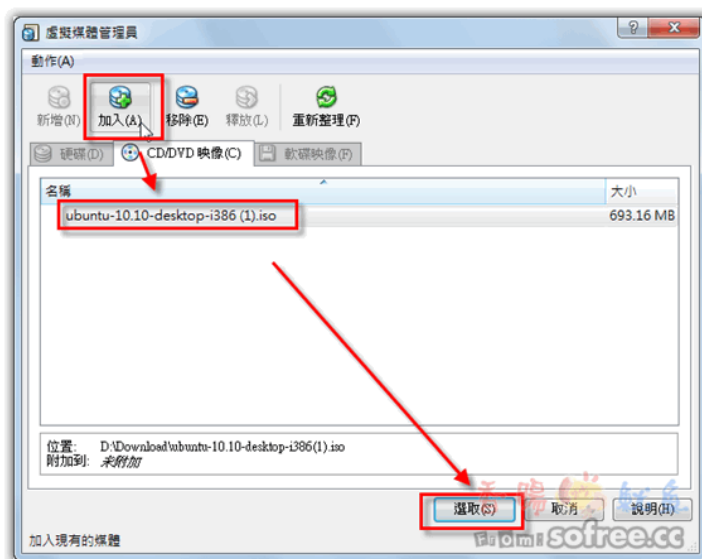 虛擬媒體管理員
動作(A)
新增(N) 加入(A) 移除(E) 釋放(L) 重新整理(F)
硬碟(D) CD/DVD 映像(C) 軟碟映像(F)
名稱 大小
ubuntu-10.10-desktop-i386 (1).iso 693.16 MB
位置: D:\Download\ubuntu-10.10-desktop-i386(1).iso
附加到: 未附加
選取(S) 取消 說明(H)
加入現有的媒體
From:sofree.cc